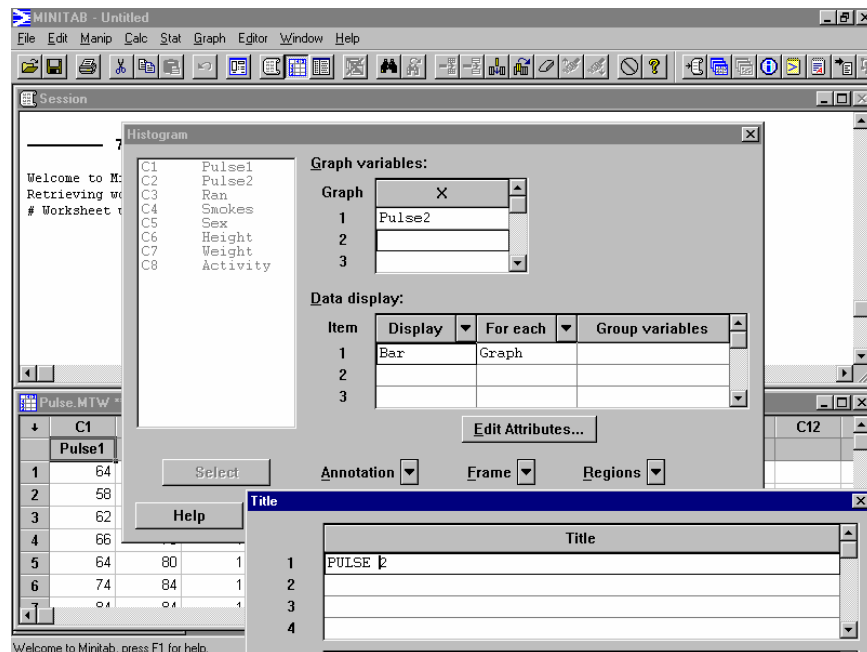 MINITAB - Untitled
File Edit Manip Calc Stat Graph Editor Window Help
Session
Welcome to M
Retrieving wo
# Worksheet w
Histogram
C1 Pulse1
C2 Pulse2
C3 Ran
C4 Smokes
C5 Sex
C6 Height
C7 Weight
C8 Activity
Graph variables:
Graph X
1 Pulse2
2
3
Data display:
Item Display For each Group variables
1 Bar Graph
2
3
Edit Attributes...
Select
Annotation Frame Regions
Help
Pulse.MTW
C1 C12
Pulse1
1 64
2 58
3 62
4 66
5 64 80 1
6 74 84 1
7 84 84 1
Title
Title
1 PULSE 2
2
3
4
Welcome to Minitab, press F1 for help.